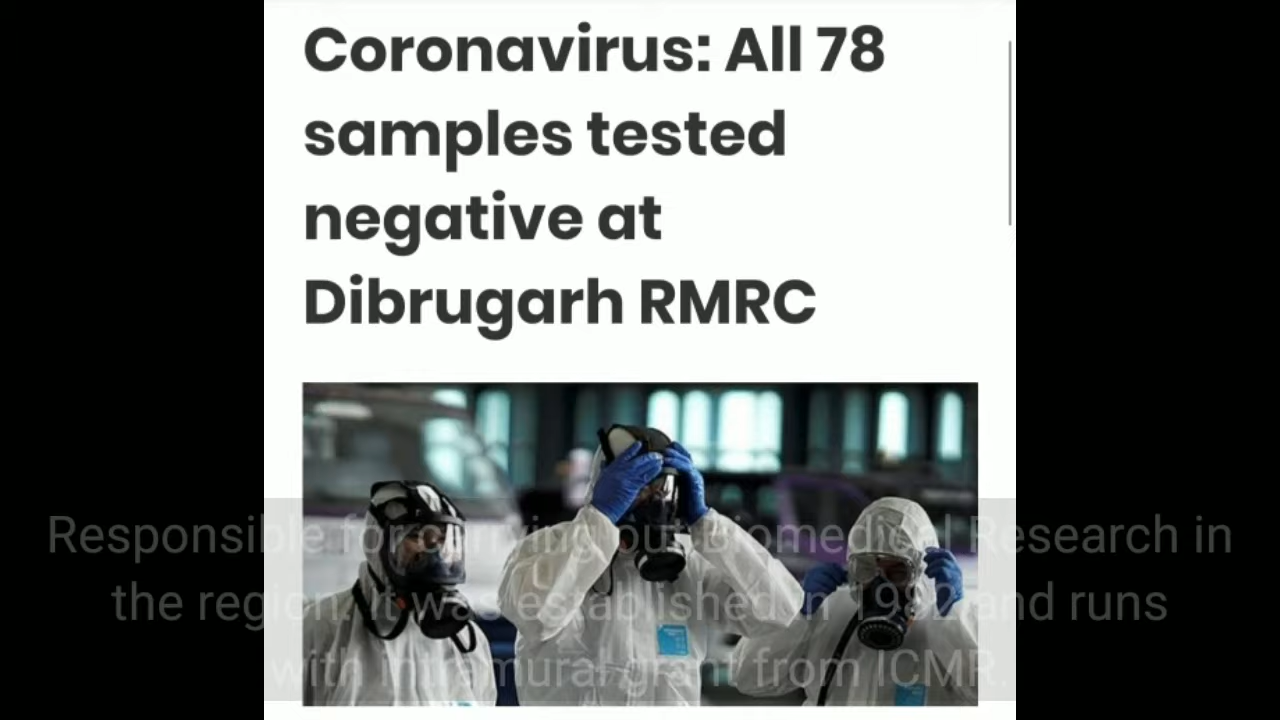 Coronavirus: All 78
samples tested
negative at
Dibrugarh RMRC
Responsible for carrying out Biomedical Research in
the region. It was established in 1982 and runs
with intramural grant from ICMR.